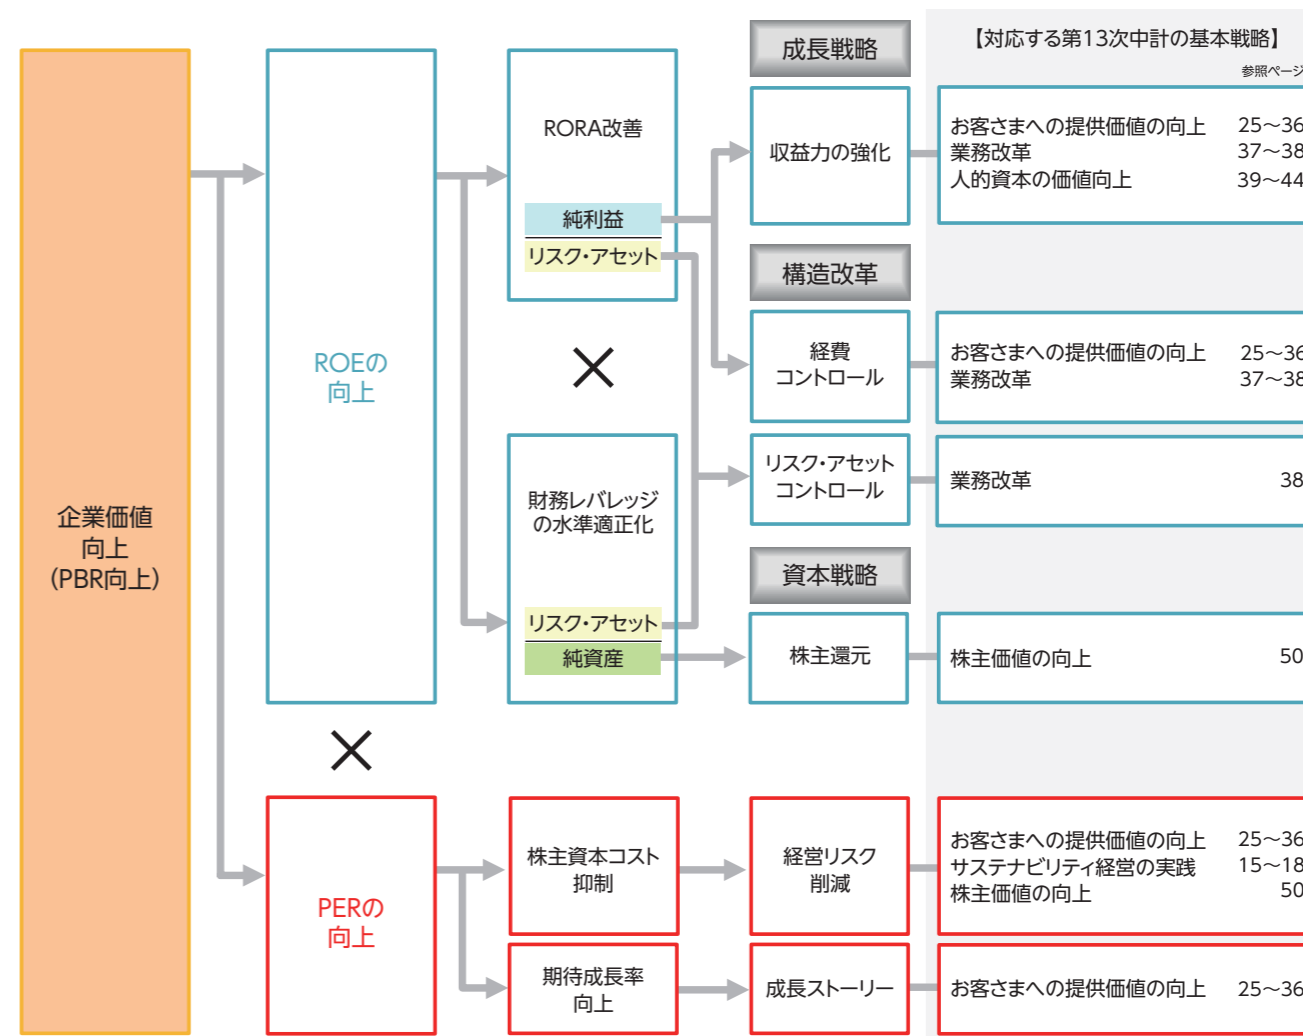 企業価値
向上
(PBR向上)
ROEの
向上
×
PERの
向上
RORA改善
純利益
リスク・アセット
×
財務レバレッジ
の水準適正化
リスク・アセット
純資産
株主資本コスト
抑制
期待成長率
向上
成長戦略
収益力の強化
構造改革
経費
コントロール
リスク・アセット
コントロール
資本戦略
株主還元
経営リスク
削減
成長ストーリー
【対応する第13次中計の基本戦略】
参照ページ
お客さまへの提供価値の向上 25～36
業務改革 37～38
人的資本の価値向上 39～44
お客さまへの提供価値の向上 25～36
業務改革 37～38
業務改革 38
株主価値の向上 50
お客さまへの提供価値の向上 25～36
サステナビリティ経営の実践 15～18
株主価値の向上 50
お客さまへの提供価値の向上 25～36